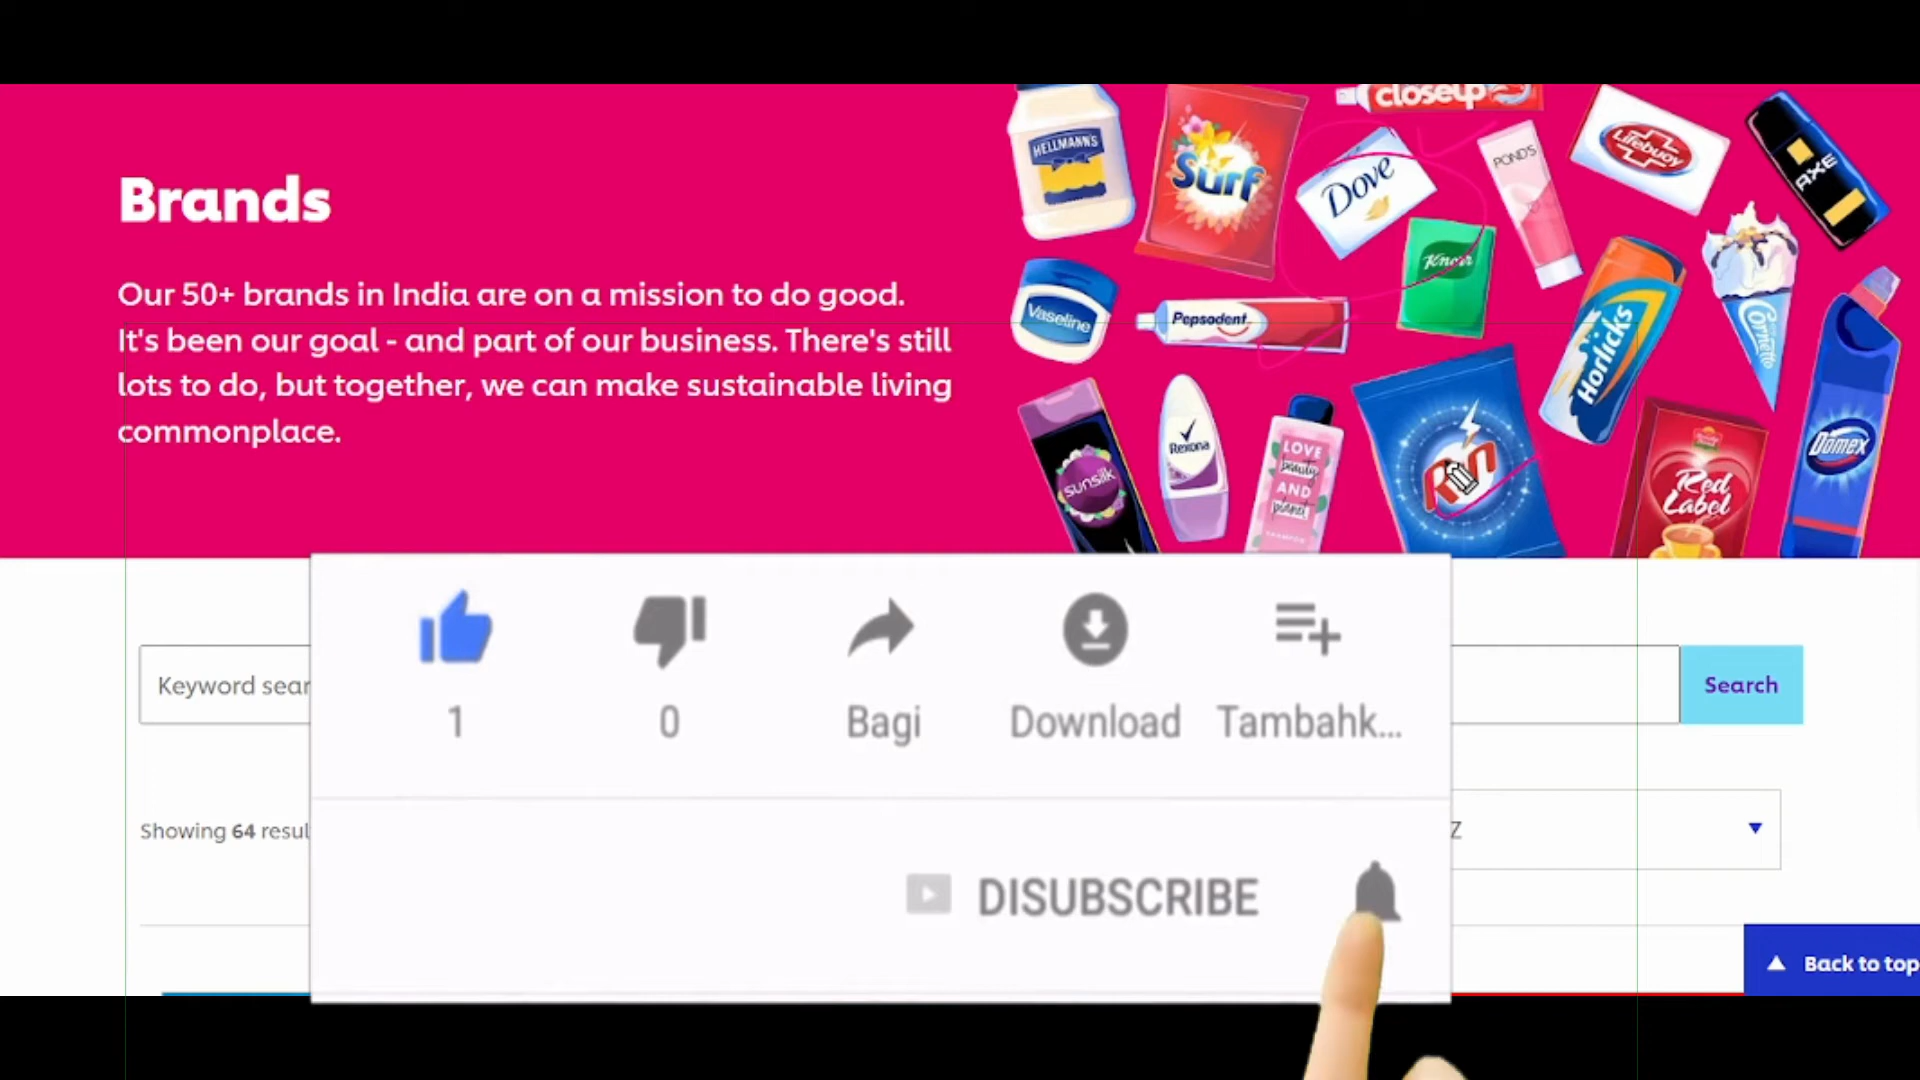 Brands
Our 50+ brands in India are on a mission to do good.
It's been our goal - and part of our business. There's still
lots to do, but together, we can make sustainable living
commonplace.
HELLMANN'S
Surf
closeup
Dove
POND'S
Lifebuoy
AXE
Vaseline
Pepsodent
Knorr
Horlicks
Cornetto
sunsilk
Rexona
LOVE
beauty
AND
planet
Rin
Red
Label
Domex
Keyword sear
Search
1
0
Bagi
Download
Tambahk...
Showing 64 resul
Z
DISUBSCRIBE
Back to top